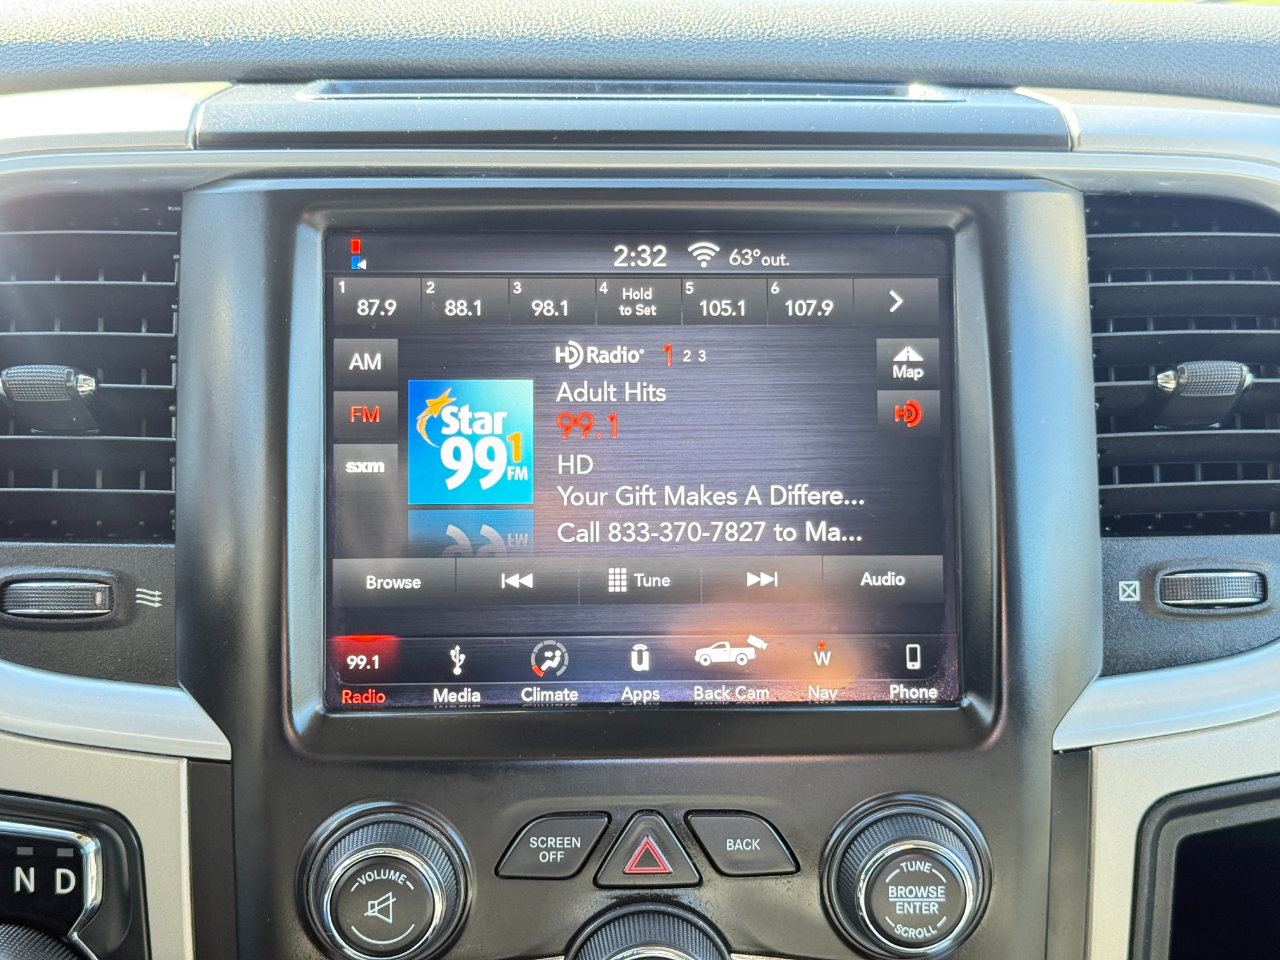 2:32 63°out.
1 87.9 2 88.1 3 98.1 4 Hold to Set 5 105.1 6 107.9
HD Radio 1 2 3
AM
Map
Adult Hits
FM
99.1
HD
Star 99.1 FM
sxm
HD
Your Gift Makes A Differe...
Call 833-370-7827 to Ma...
Browse Tune Audio
99.1 W
Radio Media Climate Apps Back Cam Nav Phone
SCREEN OFF
BACK
N D
VOLUME
TUNE
BROWSE
ENTER
SCROLL